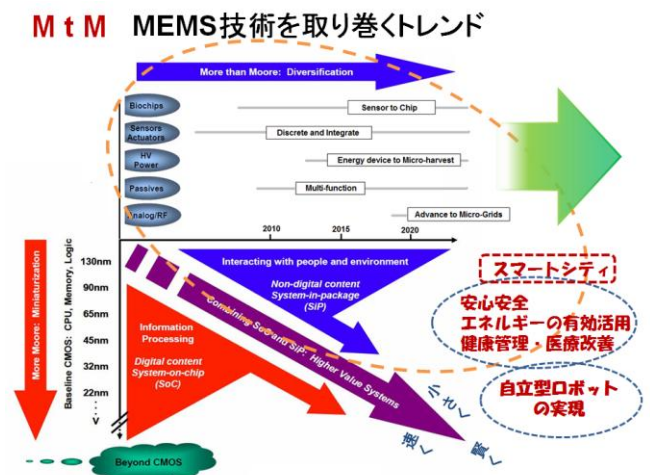 MtM MEMS技術を取り巻くトレンド
More than Moore: Diversification
Biochips
Sensor to Chip
Sensors
Actuators
Discrete and Integrate
HV
Power
Energy device to Micro-harvest
Passives
Multi-function
Analog/RF
Advance to Micro-Grids
2010 2015 2020
More Moore: Miniaturization
Baseline CMOS: CPU, Memory, Logic
130nm
90nm
65nm
45nm
32nm
22nm
V
Interacting with people and environment
Non-digital content
System-in-package
(SiP)
Combining SoC and SiP: Higher Value Systems
Information
Processing
Digital content
System-on-chip
(SoC)
Beyond CMOS
スマートシティ
安心安全
エネルギーの有効活用
健康管理・医療改善
自立型ロボット
の実現
小さく
速く
賢く